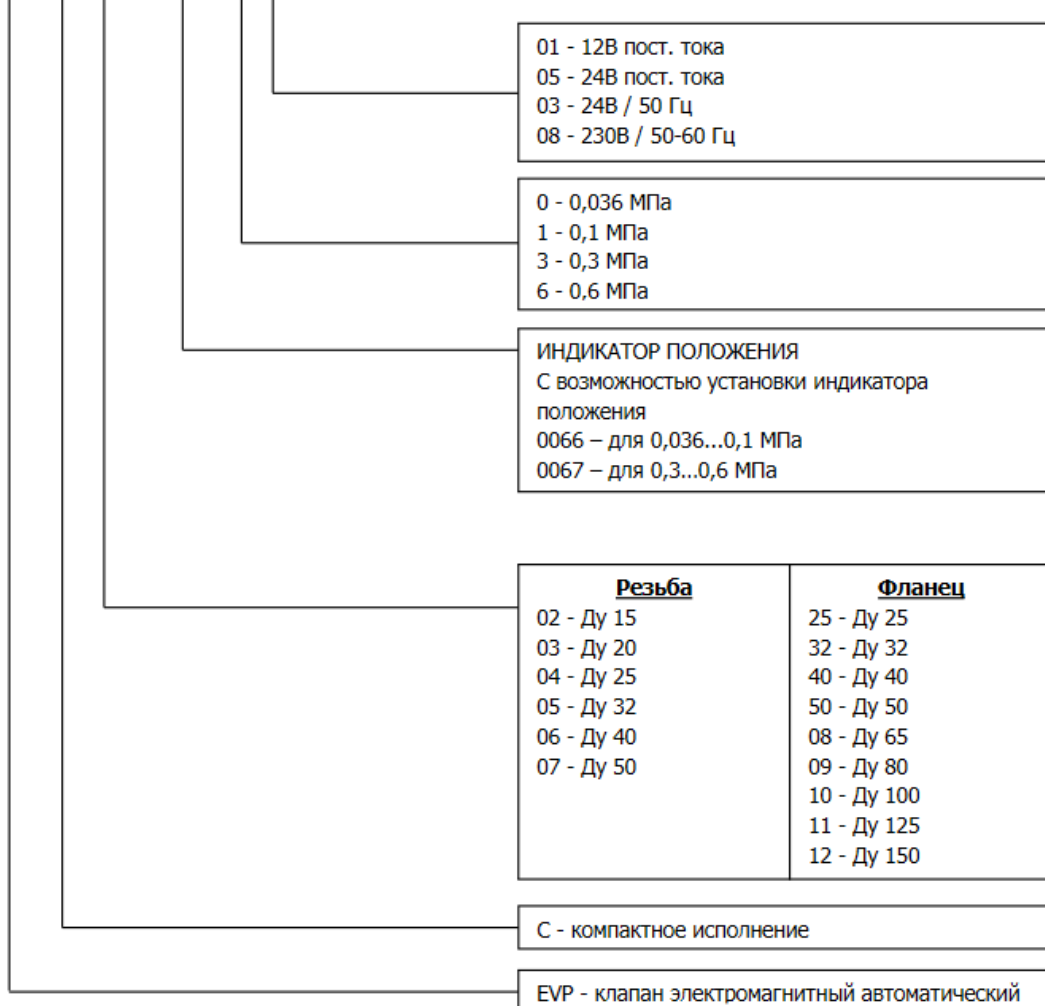 01 - 12В пост. тока
05 - 24В пост. тока
03 - 24В / 50 Гц
08 - 230В / 50-60 Гц
0 - 0,036 МПа
1 - 0,1 МПа
3 - 0,3 МПа
6 - 0,6 МПа
ИНДИКАТОР ПОЛОЖЕНИЯ
С возможностью установки индикатора
положения
0066 – для 0,036...0,1 МПа
0067 – для 0,3...0,6 МПа
Резьба
02 - Ду 15
03 - Ду 20
04 - Ду 25
05 - Ду 32
06 - Ду 40
07 - Ду 50
Фланец
25 - Ду 25
32 - Ду 32
40 - Ду 40
50 - Ду 50
08 - Ду 65
09 - Ду 80
10 - Ду 100
11 - Ду 125
12 - Ду 150
С - компактное исполнение
EVP - клапан электромагнитный автоматический